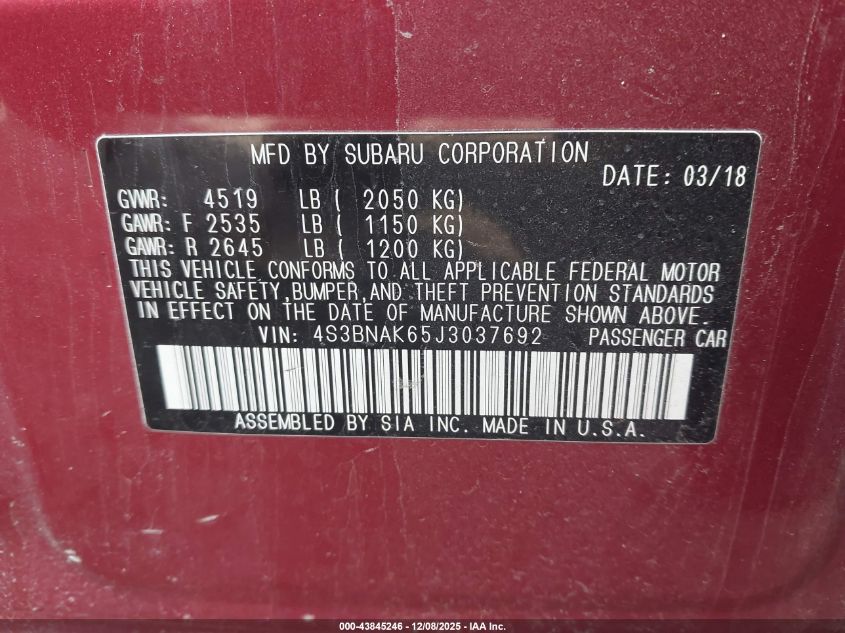 MFD BY SUBARU CORPORATION
DATE: 03/18
GVWR: 4519 LB ( 2050 KG)
GAWR: F 2535 LB ( 1150 KG)
GAWR: R 2645 LB ( 1200 KG)
THIS VEHICLE CONFORMS TO ALL APPLICABLE FEDERAL MOTOR
VEHICLE SAFETY,BUMPER,AND THEFT PREVENTION STANDARDS
IN EFFECT ON THE DATE OF MANUFACTURE SHOWN ABOVE.
VIN: 4S3BNAK65J3037692 PASSENGER CAR
ASSEMBLED BY SIA INC. MADE IN U.S.A.
000-43845246 - 12/08/2025 - IAA Inc.